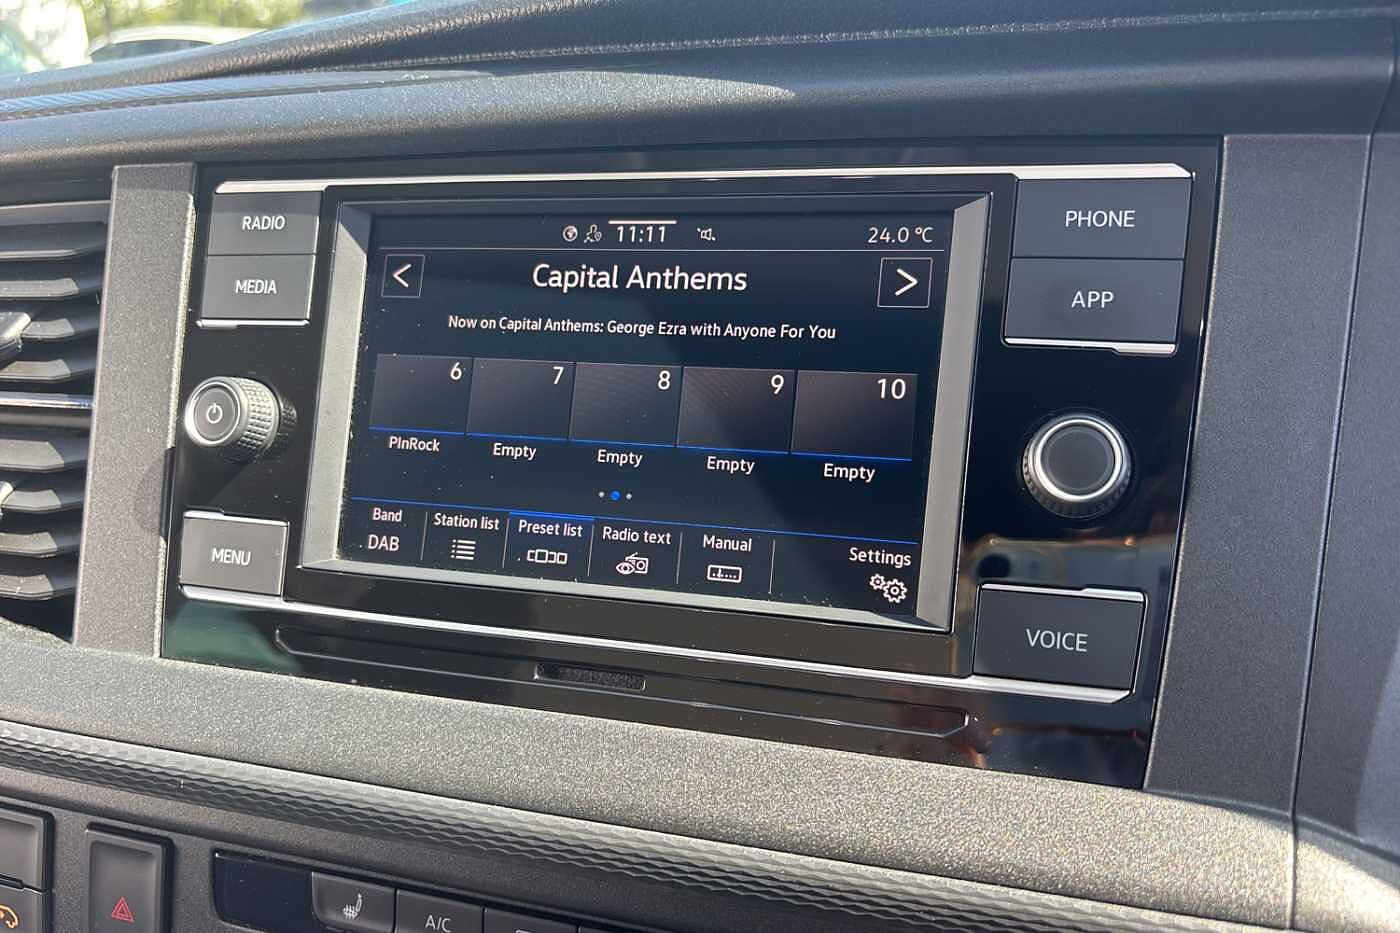 RADIO
MEDIA
MENU
11:11
24.0 °C
<
Capital Anthems
>
Now on Capital Anthems: George Ezra with Anyone For You
6
7
8
9
10
PlnRock
Empty
Empty
Empty
Empty
Band
DAB
Station list
Preset list
Radio text
Manual
Settings
PHONE
APP
VOICE
A/C